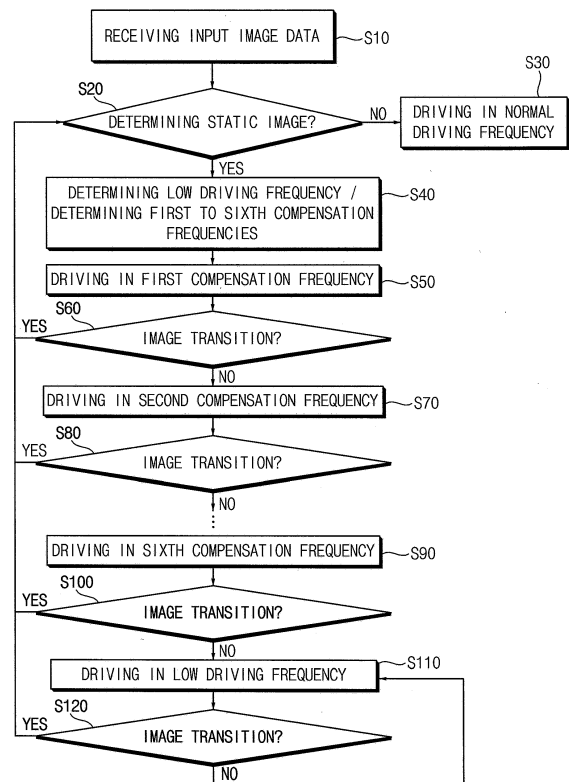 RECEIVING INPUT IMAGE DATA
S10
S20
DETERMINING STATIC IMAGE?
NO
S30
DRIVING IN NORMAL
DRIVING FREQUENCY
YES
DETERMINING LOW DRIVING FREQUENCY /
DETERMINING FIRST TO SIXTH COMPENSATION
FREQUENCIES
S40
DRIVING IN FIRST COMPENSATION FREQUENCY
S50
S60
YES
IMAGE TRANSITION?
NO
DRIVING IN SECOND COMPENSATION FREQUENCY
S70
S80
YES
IMAGE TRANSITION?
NO
DRIVING IN SIXTH COMPENSATION FREQUENCY
S90
S100
YES
IMAGE TRANSITION?
NO
DRIVING IN LOW DRIVING FREQUENCY
S110
S120
YES
IMAGE TRANSITION?
NO